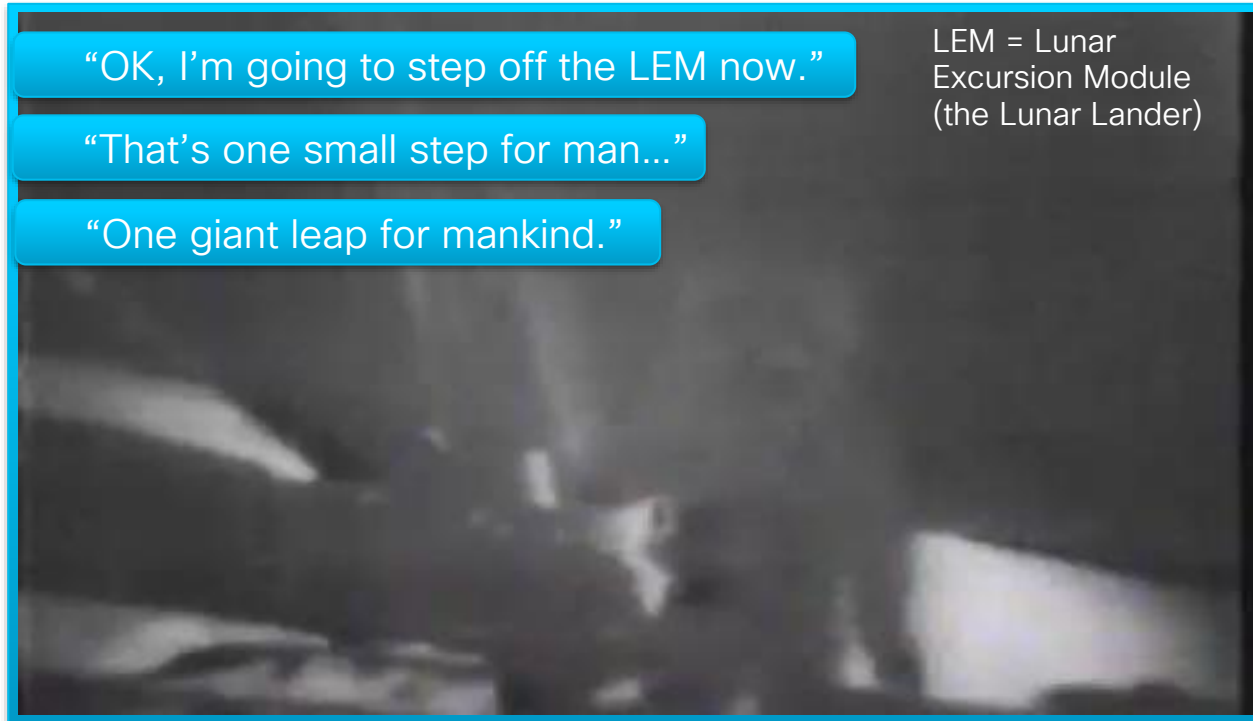 “OK, I’m going to step off the LEM now.”
“That’s one small step for man…”
“One giant leap for mankind.”
LEM = Lunar
Excursion Module
(the Lunar Lander)